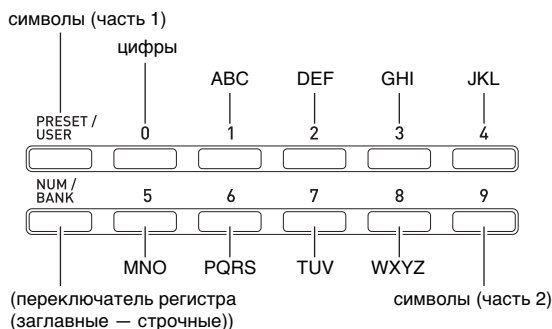 символы (часть 1)
цифры
ABC DEF GHI JKL
PRESET /
USER 0 1 2 3 4
NUM /
BANK 5 6 7 8 9
MNO PQRS TUV WXYZ
(переключатель регистра
(заглавные — строчные))
символы (часть 2)